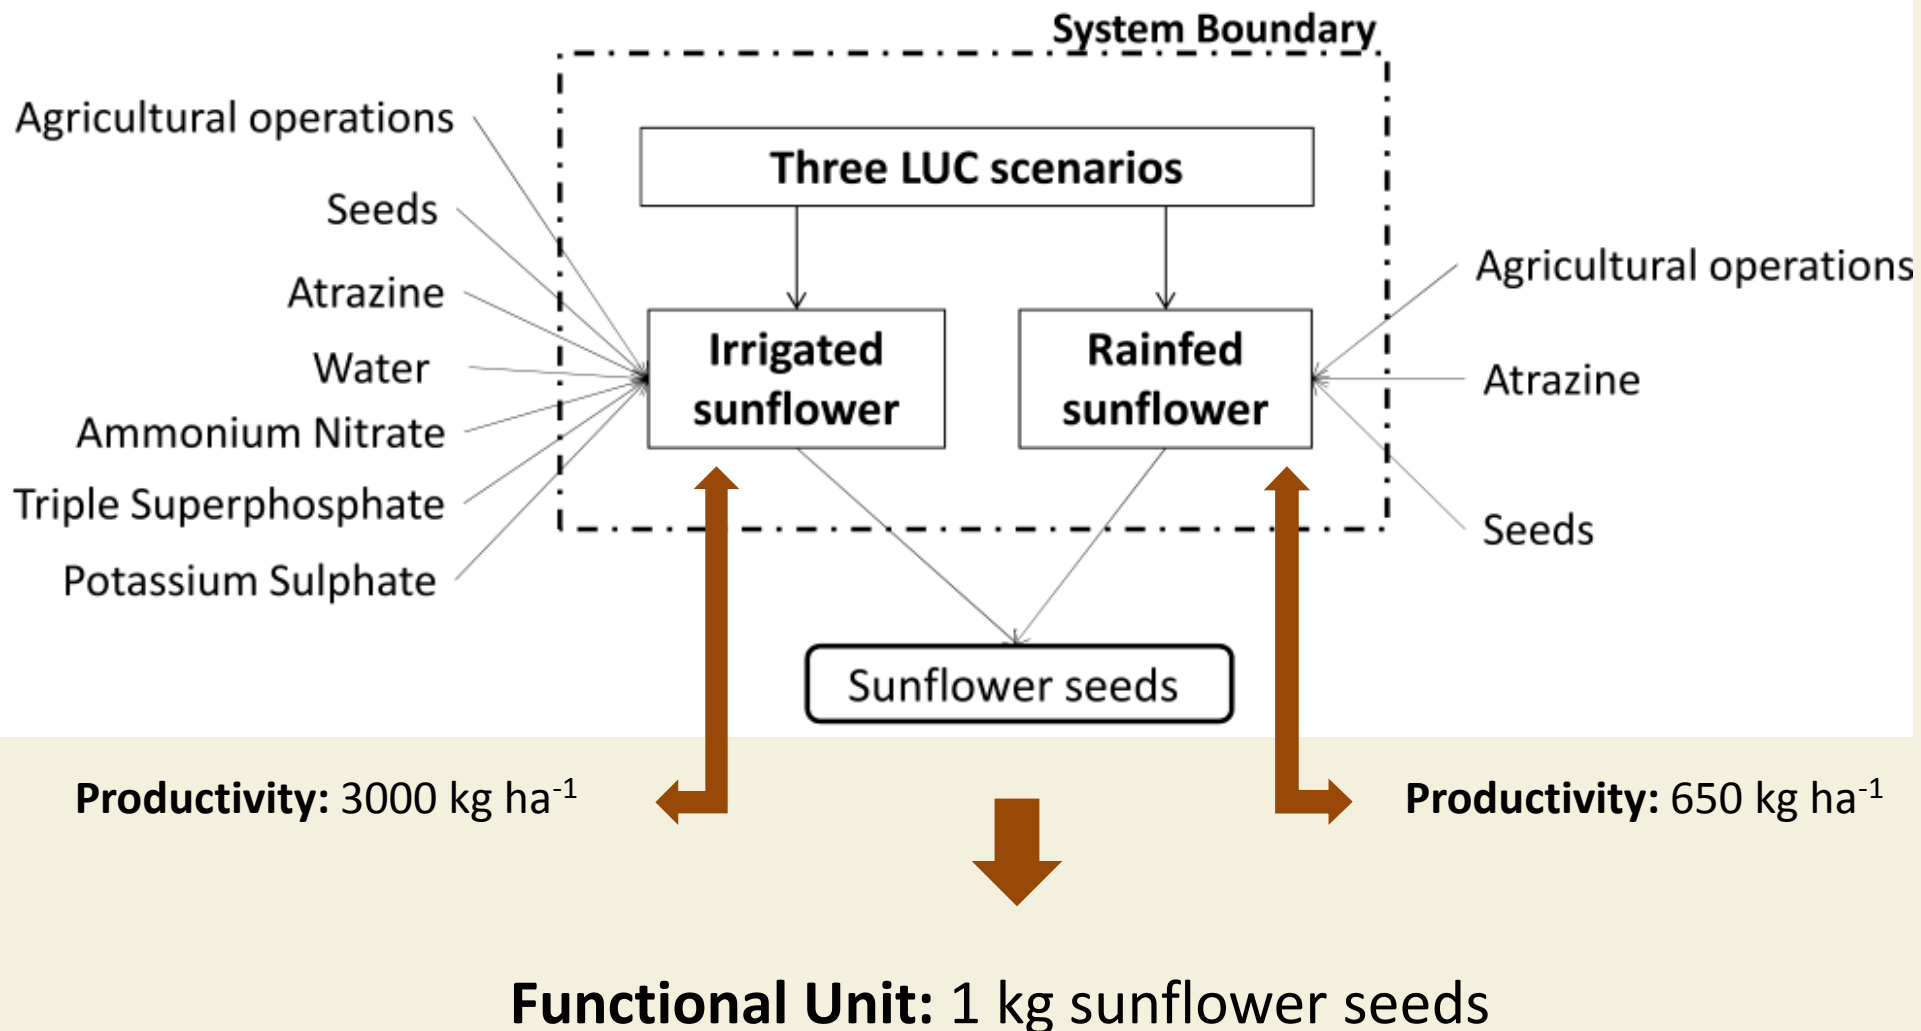 System Boundary
Agricultural operations
Seeds
Atrazine
Water
Ammonium Nitrate
Triple Superphosphate
Potassium Sulphate
Three LUC scenarios
Irrigated
sunflower
Rainfed
sunflower
Agricultural operations
Atrazine
Seeds
Sunflower seeds
Productivity: 3000 kg ha⁻¹
Productivity: 650 kg ha⁻¹
Functional Unit: 1 kg sunflower seeds